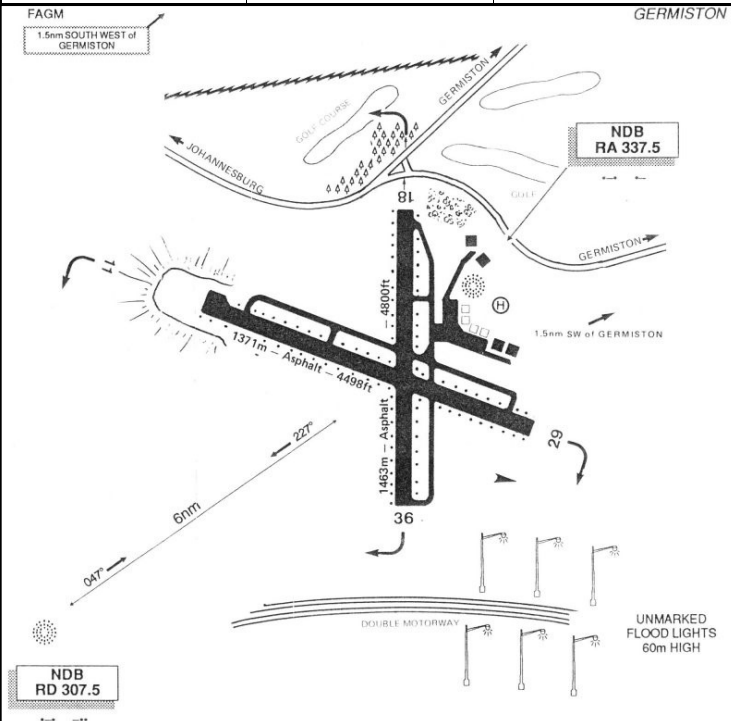 FAGM
GERMISTON
1.5nm SOUTH WEST of
GERMISTON
GERMISTON
GOLF COURSE
JOHANNESBURG
NDB
RA 337.5
18
GOLF
GERMISTON
11
H
1.5nm SW of GERMISTON
— 4800ft
1371m — Asphalt — 4498ft
1463m — Asphalt
29
227°
6nm
047°
36
DOUBLE MOTORWAY
UNMARKED
FLOOD LIGHTS
60m HIGH
NDB
RD 307.5